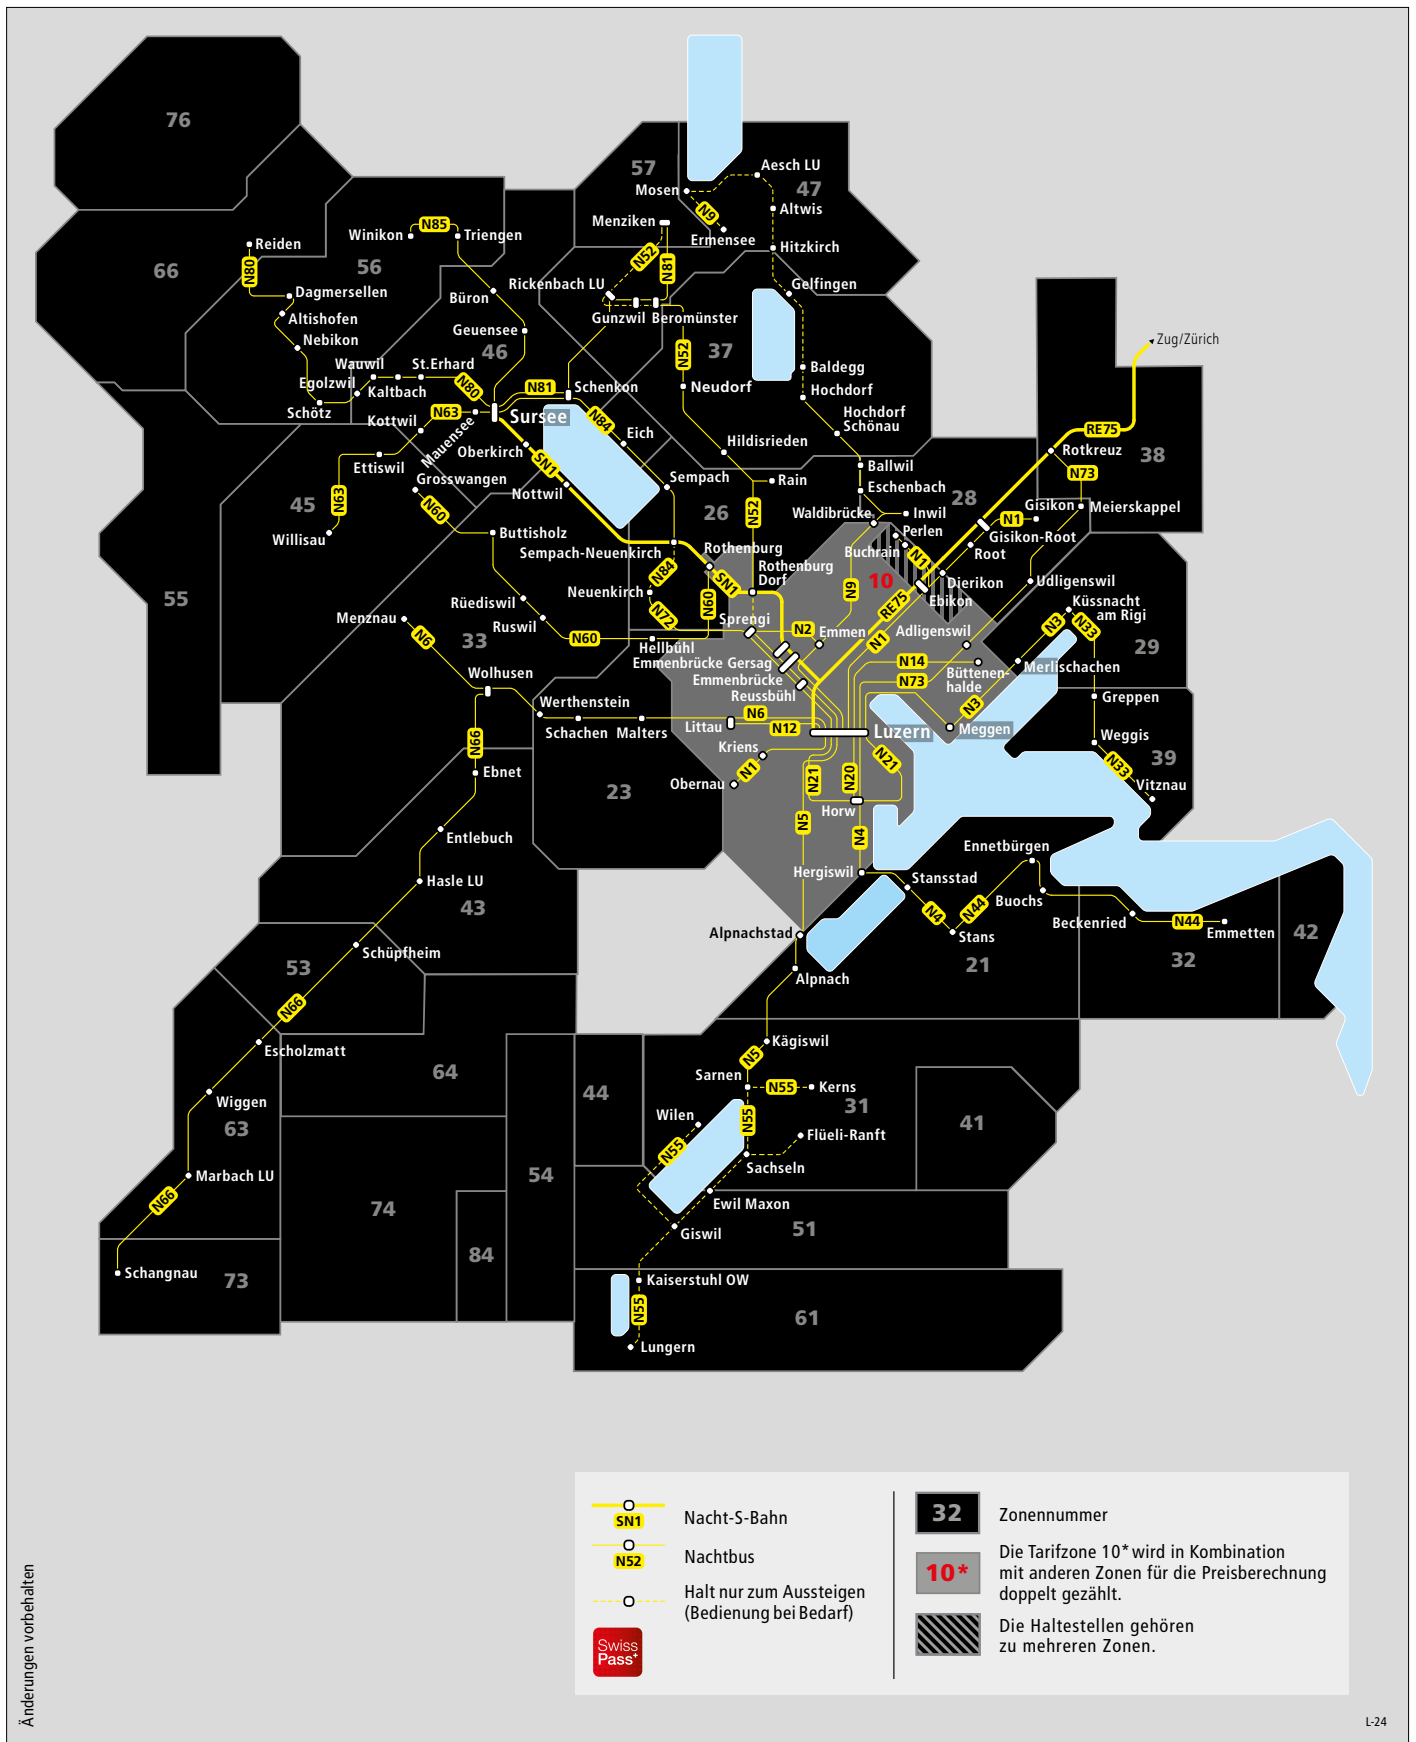 76
57
Aesch LU
47
Mosen
N9
Altwis
Menziken
Ermensee
Winikon
N85
Triengen
Reiden
N52
Hitzkirch
66
56
N80
N81
Rickenbach LU
Gelfingen
Dagmersellen
Büron
Altishofen
Gunzwil
Beromünster
Geuensee
Zug/Zürich
Nebikon
46
37
N52
Wauwil
St.Erhard
Baldegg
Egolzwil
Kaltbach
N80
N81
Schenkon
Neudorf
Hochdorf
Schötz
Kottwil
N63
Sursee
Hochdorf
Schönau
N84
RE75
Mauensee
Eich
Oberkirch
Hildisrieden
Rotkreuz
38
Ettiswil
SN1
Ballwil
N73
Grosswangen
Sempach
Rain
Eschenbach
45
N63
Nottwil
28
N60
26
N52
Waldibrücke
Inwil
Gisikon
Meierskappel
Willisau
Buttisholz
Perlen
N1
Gisikon-Root
Sempach-Neuenkirch
Rothenburg
Buchrain
Root
Rothenburg
Dorf
N1
N84
SN1
10
Dierikon
Udligenswil
55
Neuenkirch
N9
Ebikon
Rüediswil
N60
RE75
Küssnacht
am Rigi
Menznau
N72
Sprengi
N2
Emmen
N3
N33
Ruswil
N1
Adligenswil
N6
33
N60
Hellbühl
29
Emmenbrücke Gersag
N14
Merlischachen
Wolhusen
Emmenbrücke
N73
Büttenen-
halde
Reussbühl
Greppen
Werthenstein
N6
N3
Littau
N12
Luzern
Meggen
Schachen
Malters
Weggis
N66
Kriens
N21
39
Ebnet
N1
N33
Obernau
N21
N20
Vitznau
23
Horw
N5
N4
Entlebuch
Ennetbürgen
Hergiswil
Stansstad
Hasle LU
Buochs
43
N4
N44
Beckenried
N44
Emmetten
42
Alpnachstad
Stans
Schüpfheim
53
21
32
Alpnach
N66
Kägiswil
Escholzmatt
N5
64
Sarnen
N55
Kerns
44
31
Wiggen
Wilen
N55
41
63
Flüeli-Ranft
N55
Sachseln
Marbach LU
54
N66
Ewil Maxon
74
51
Giswil
84
Schangnau
73
Kaiserstuhl OW
N55
61
Lungern
SN1
Nacht-S-Bahn
N52
Nachtbus
Halt nur zum Aussteigen
(Bedienung bei Bedarf)
Swiss
Pass+
32
Zonennummer
10*
Die Tarifzone 10* wird in Kombination
mit anderen Zonen für die Preisberechnung
doppelt gezählt.
Die Haltestellen gehören
zu mehreren Zonen.
Änderungen vorbehalten
L-24